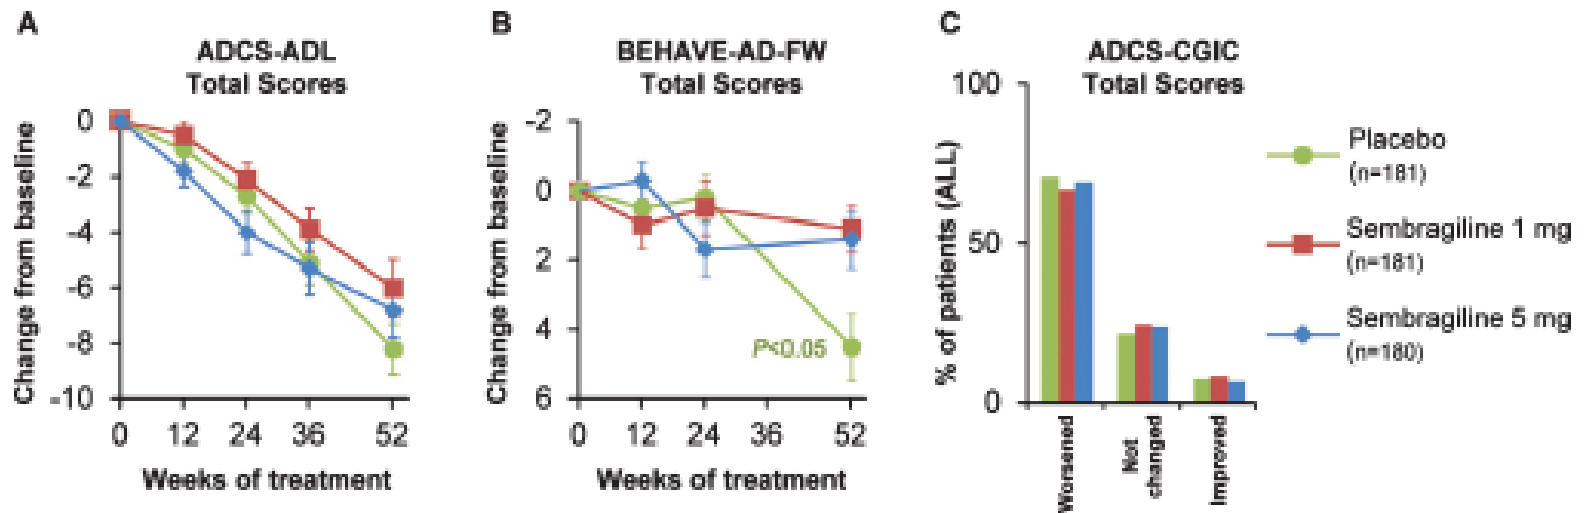 A
ADCS-ADL
Total Scores
Change from baseline
0
-2
-4
-6
-8
-10
0 12 24 36 52
Weeks of treatment
B
BEHAVE-AD-FW
Total Scores
Change from baseline
-2
0
2
4
6
P<0.05
0 12 24 36 52
Weeks of treatment
C
ADCS-CGIC
Total Scores
% of patients (ALL)
100
50
0
Worsened
Not
changed
Improved
Placebo
(n=181)
Sembragiline 1 mg
(n=181)
Sembragiline 5 mg
(n=180)